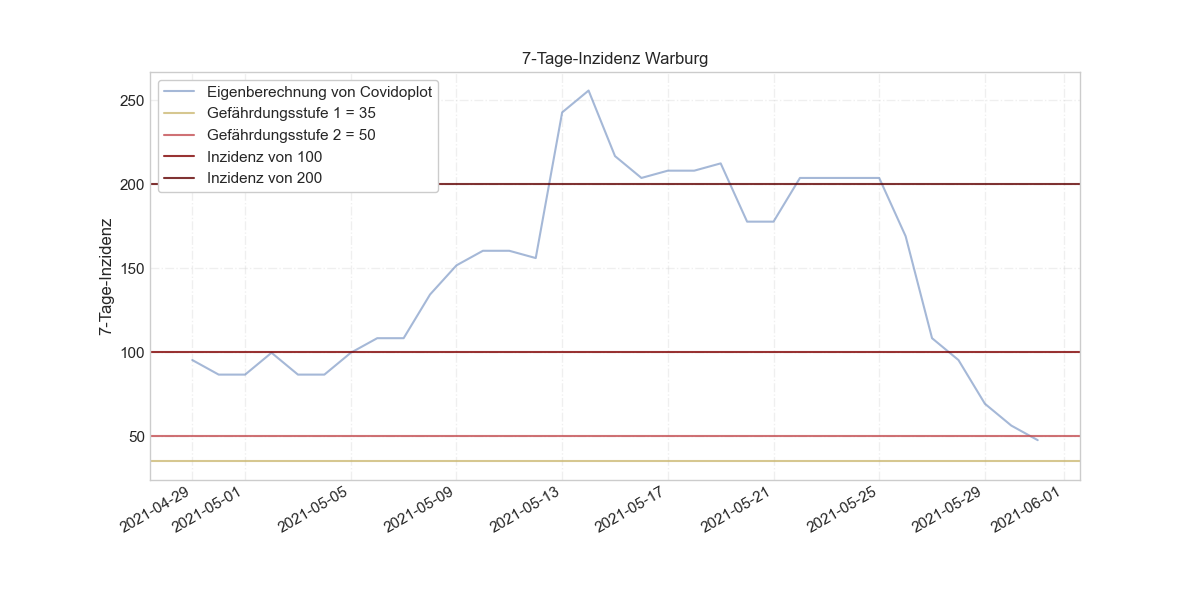 7-Tage-Inzidenz Warburg
Eigenberechnung von Covidoplot
Gefährdungsstufe 1 = 35
Gefährdungsstufe 2 = 50
Inzidenz von 100
Inzidenz von 200
7-Tage-Inzidenz
250
200
150
100
50
2021-04-29
2021-05-01
2021-05-05
2021-05-09
2021-05-13
2021-05-17
2021-05-21
2021-05-25
2021-05-29
2021-06-01